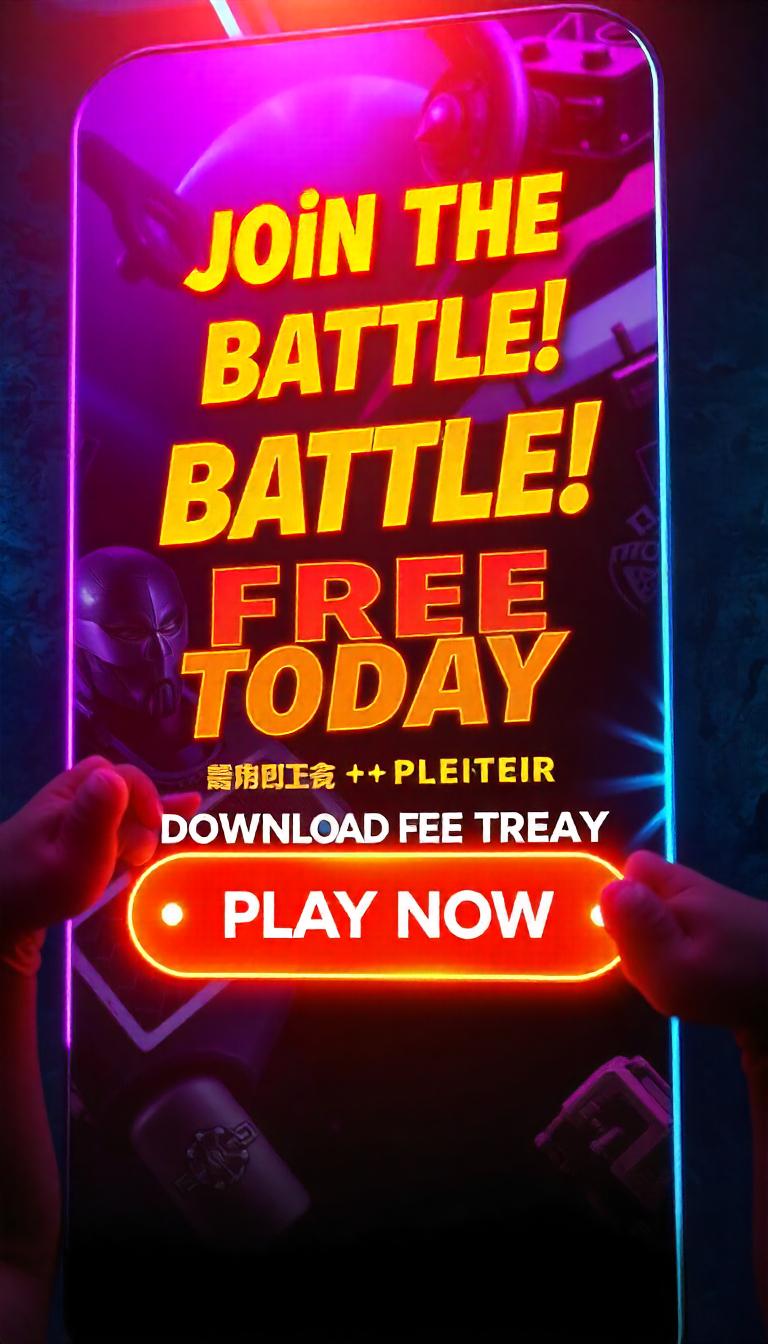 JOiN THE
BATTLE!
BATTLE!
FREE
TODAY
++ PLEITEIR
DOWNLOAD FEE TREAY
PLAY NOW